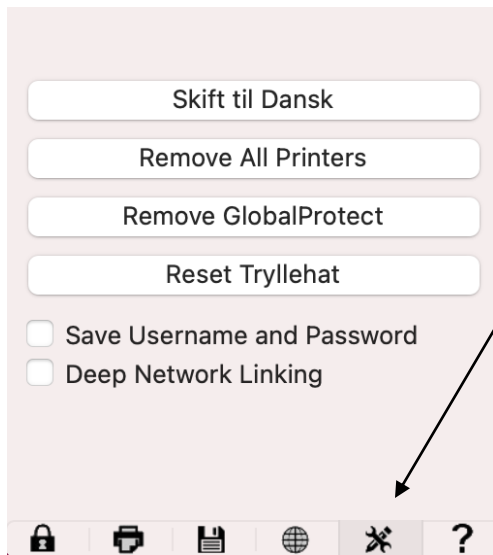 Skift til Dansk
Remove All Printers
Remove GlobalProtect
Reset Tryllehat
Save Username and Password
Deep Network Linking
?